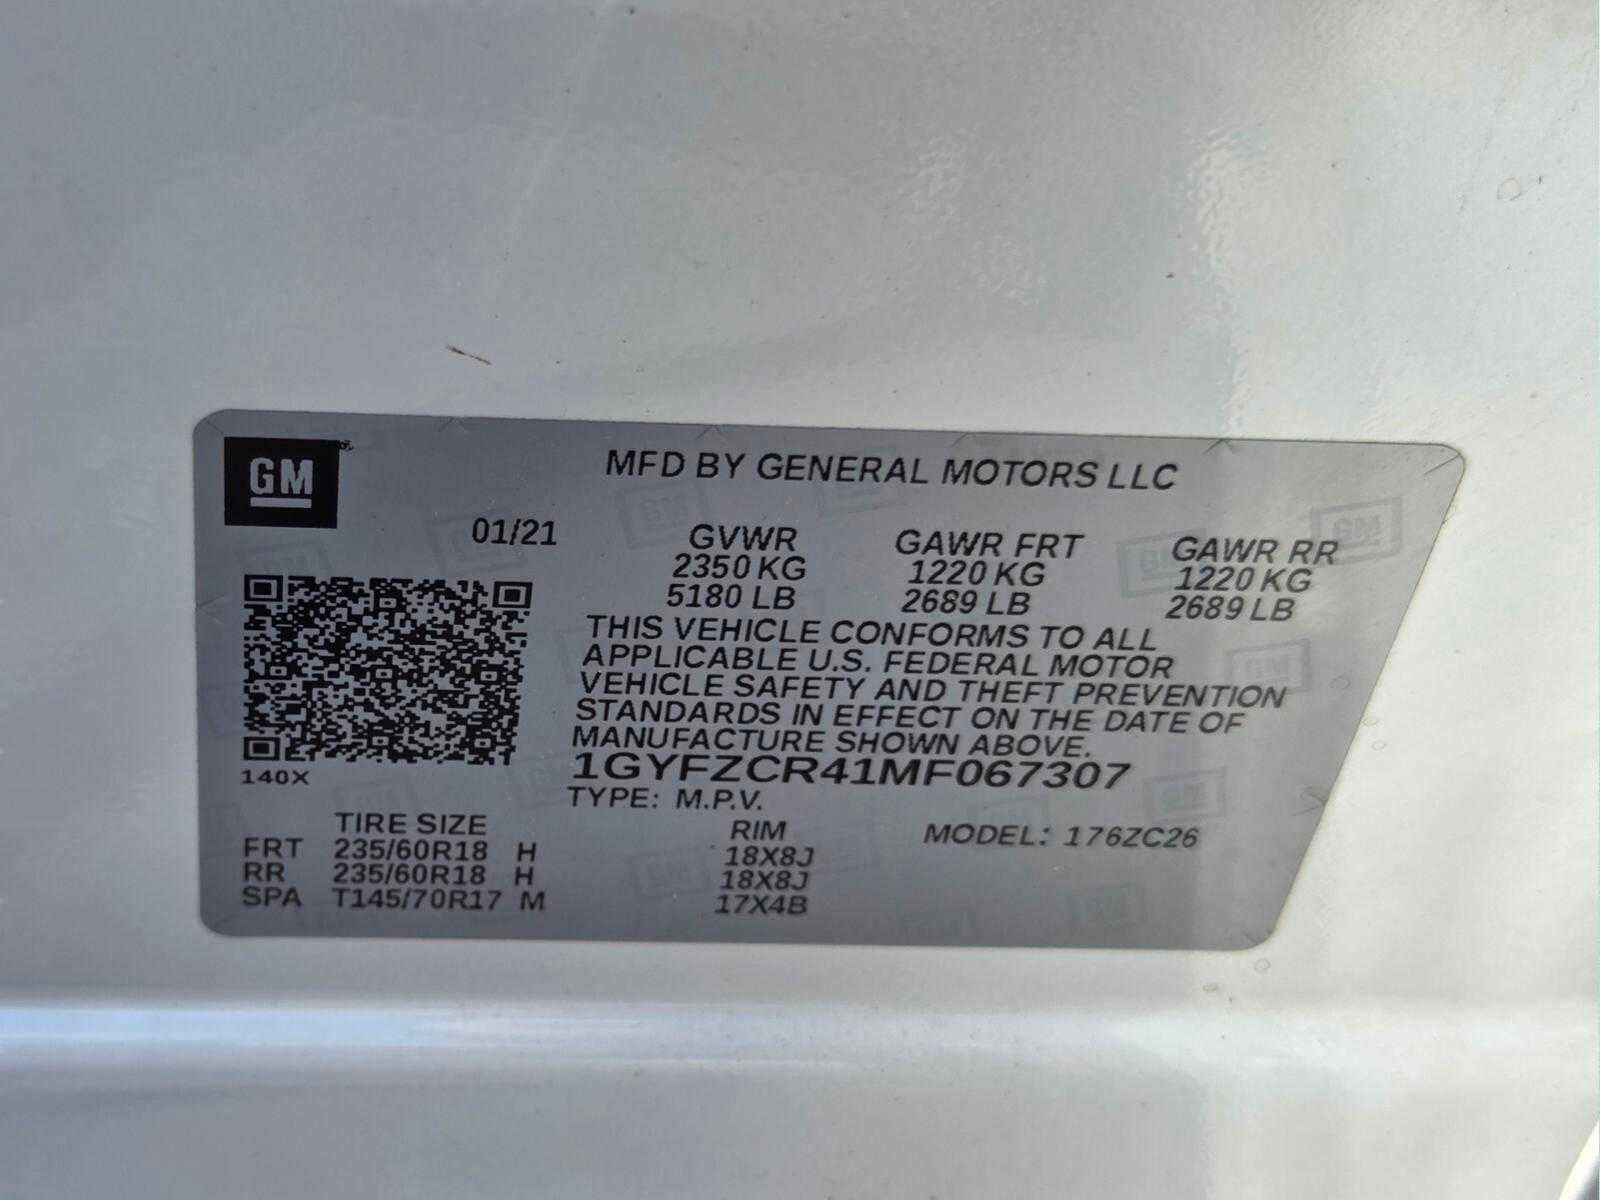 GM
MFD BY GENERAL MOTORS LLC
01/21
GVWR GAWR FRT GAWR RR
2350 KG 1220 KG 1220 KG
5180 LB 2689 LB 2689 LB
THIS VEHICLE CONFORMS TO ALL
APPLICABLE U.S. FEDERAL MOTOR
VEHICLE SAFETY AND THEFT PREVENTION
STANDARDS IN EFFECT ON THE DATE OF
MANUFACTURE SHOWN ABOVE.
140X
1GYFZCR41MF067307
TYPE: M.P.V.
TIRE SIZE RIM MODEL: 176ZC26
FRT 235/60R18 H 18X8J
RR 235/60R18 H 18X8J
SPA T145/70R17 M 17X4B